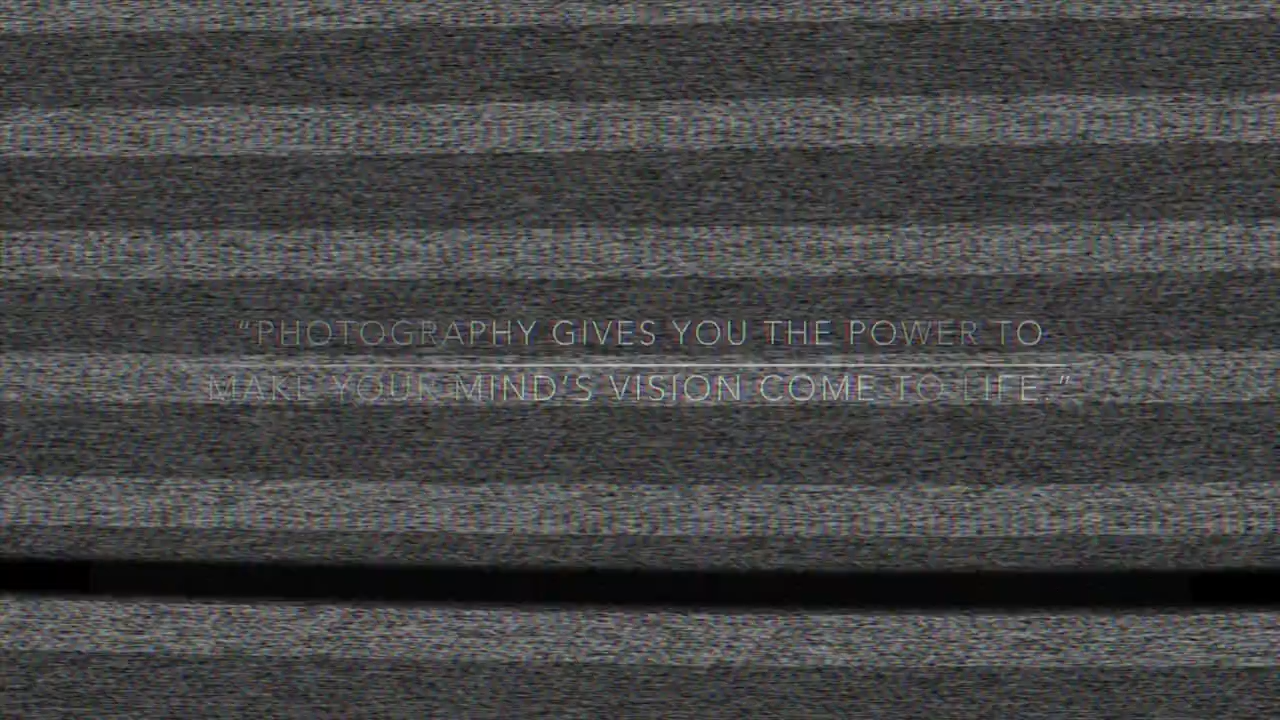 “PHOTOGRAPHY GIVES YOU THE POWER TO
MAKE YOUR MIND’S VISION COME TO LIFE.”